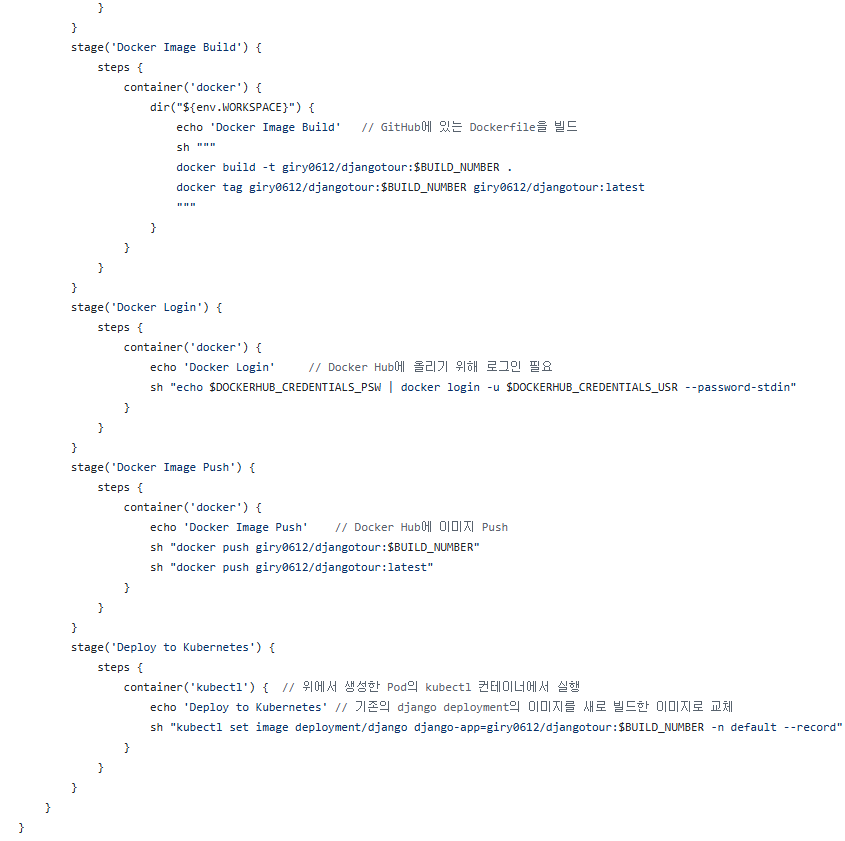 }
        }
        stage('Docker Image Build') {
            steps {
                container('docker') {
                    dir("${env.WORKSPACE}") {
                        echo 'Docker Image Build'   // GitHub에 있는 Dockerfile을 빌드
                        sh """
                        docker build -t giry0612/djangotour:$BUILD_NUMBER .
                        docker tag giry0612/djangotour:$BUILD_NUMBER giry0612/djangotour:latest
                        """
                    }
                }
            }
        }
        stage('Docker Login') {
            steps {
                container('docker') {
                    echo 'Docker Login'     // Docker Hub에 올리기 위해 로그인 필요
                    sh "echo $DOCKERHUB_CREDENTIALS_PSW | docker login -u $DOCKERHUB_CREDENTIALS_USR --password-stdin"
                }
            }
        }
        stage('Docker Image Push') {
            steps {
                container('docker') {
                    echo 'Docker Image Push'    // Docker Hub에 이미지 Push
                    sh "docker push giry0612/djangotour:$BUILD_NUMBER"
                    sh "docker push giry0612/djangotour:latest"
                }
            }
        }
        stage('Deploy to Kubernetes') {
            steps {
                container('kubectl') {  // 위에서 생성한 Pod의 kubectl 컨테이너에서 실행
                    echo 'Deploy to Kubernetes' // 기존의 django deployment의 이미지를 새로 빌드한 이미지로 교체
                    sh "kubectl set image deployment/django django-app=giry0612/djangotour:$BUILD_NUMBER -n default --record"
                }
            }
        }
    }
}